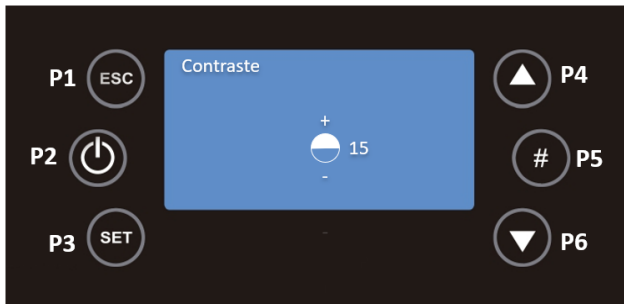 Contraste
P1 ESC
P4
+
15
P2
# P5
-
P3 SET
P6
-